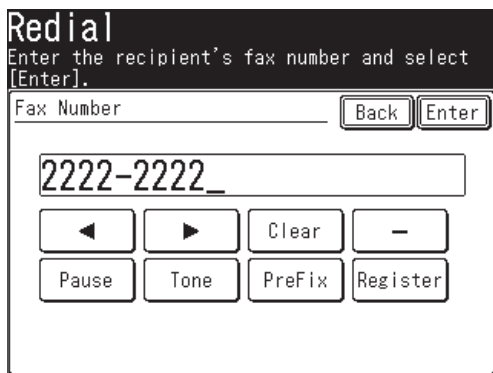 Redial
Enter the recipient's fax number and select
[Enter].
Fax Number Back Enter
2222-2222_
◀ ▶ Clear -
Pause Tone PreFix Register